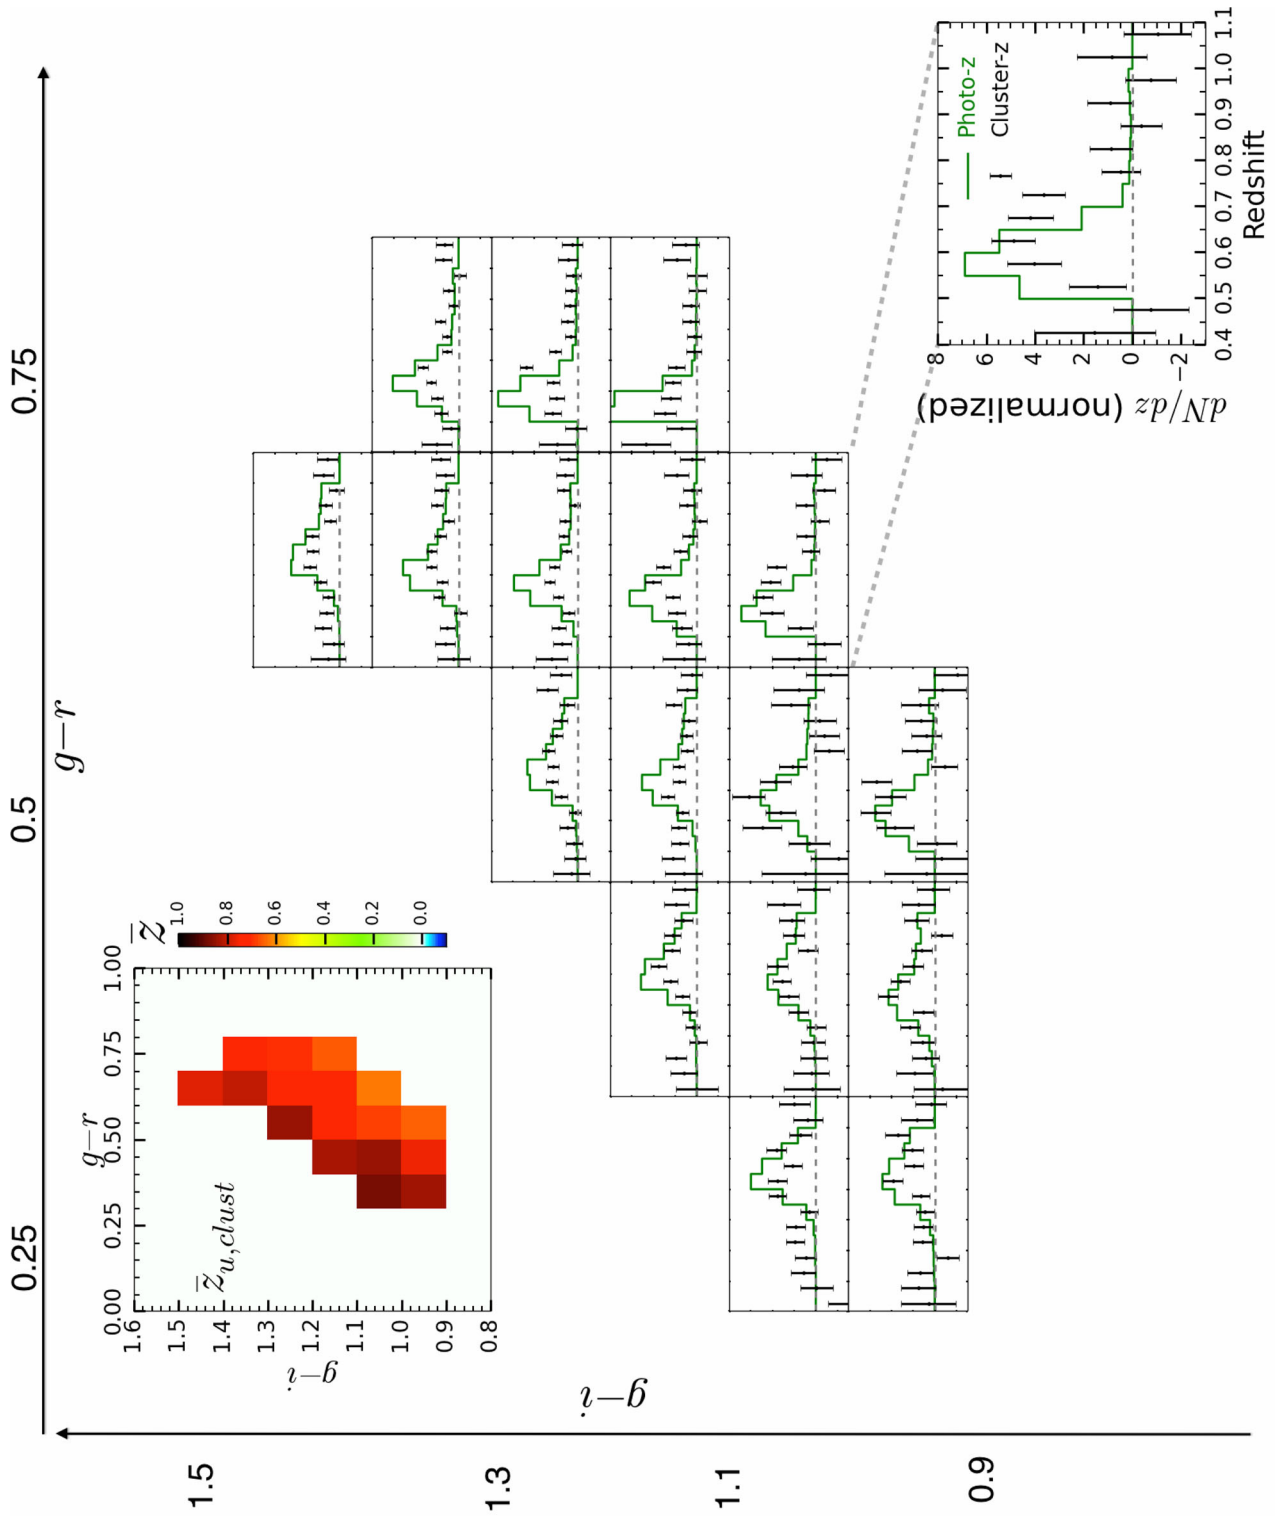 g−r
0.25
0.5
0.75
g−i
1.5
1.3
1.1
0.9
g−r
0.00 0.25 0.50 0.75 1.00
g−i
1.6
1.5
1.4
1.3
1.2
1.1
1.0
0.9
0.8
z̄u,clust
z̄
1.0
0.8
0.6
0.4
0.2
0.0
dN/dz (normalized)
8
6
4
2
0
−2
Photo-z
Cluster-z
0.4 0.5 0.6 0.7 0.8 0.9 1.0 1.1
Redshift